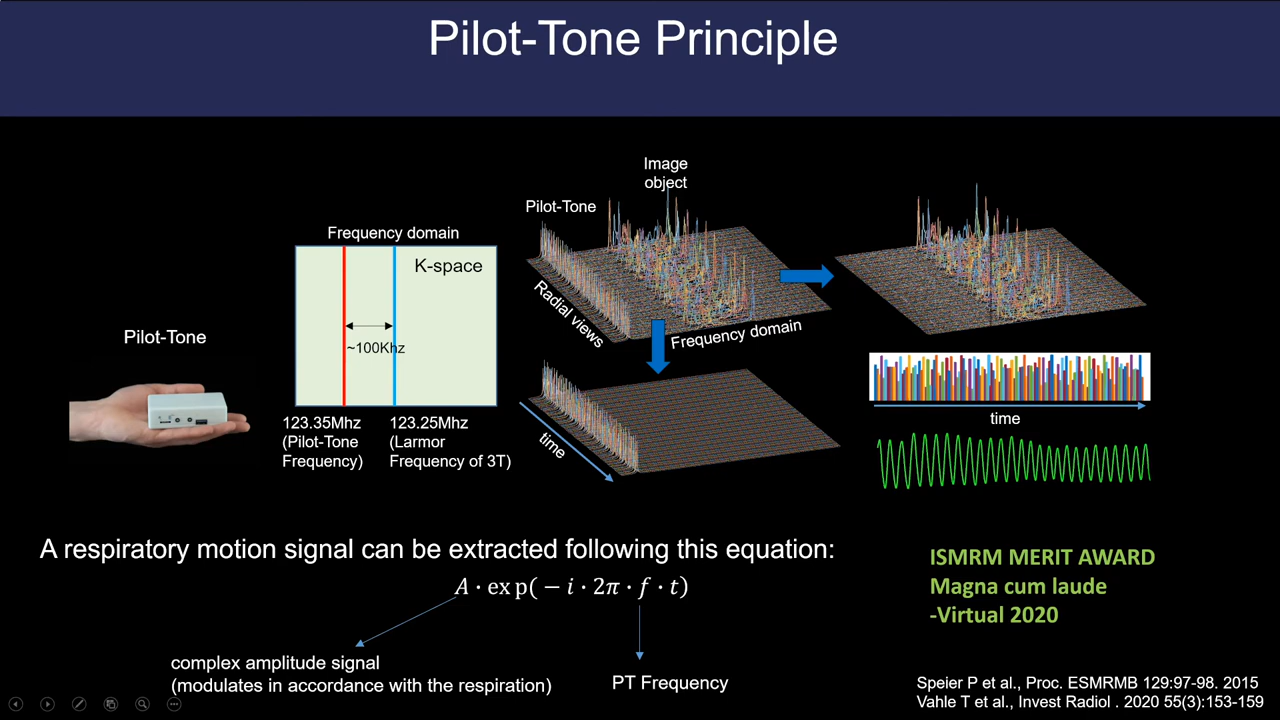 Pilot-Tone Principle
Image
object
Pilot-Tone
Frequency domain
K-space
Radial views
Frequency domain
~100Khz
Pilot-Tone
123.35Mhz
(Pilot-Tone
Frequency)
123.25Mhz
(Larmor
Frequency of 3T)
time
time
A respiratory motion signal can be extracted following this equation:
A · exp(− i · 2π · f · t)
complex amplitude signal
(modulates in accordance with the respiration)
PT Frequency
ISMRM MERIT AWARD
Magna cum laude
-Virtual 2020
Speier P et al., Proc. ESMRMB 129:97-98. 2015
Vahle T et al., Invest Radiol . 2020 55(3):153-159